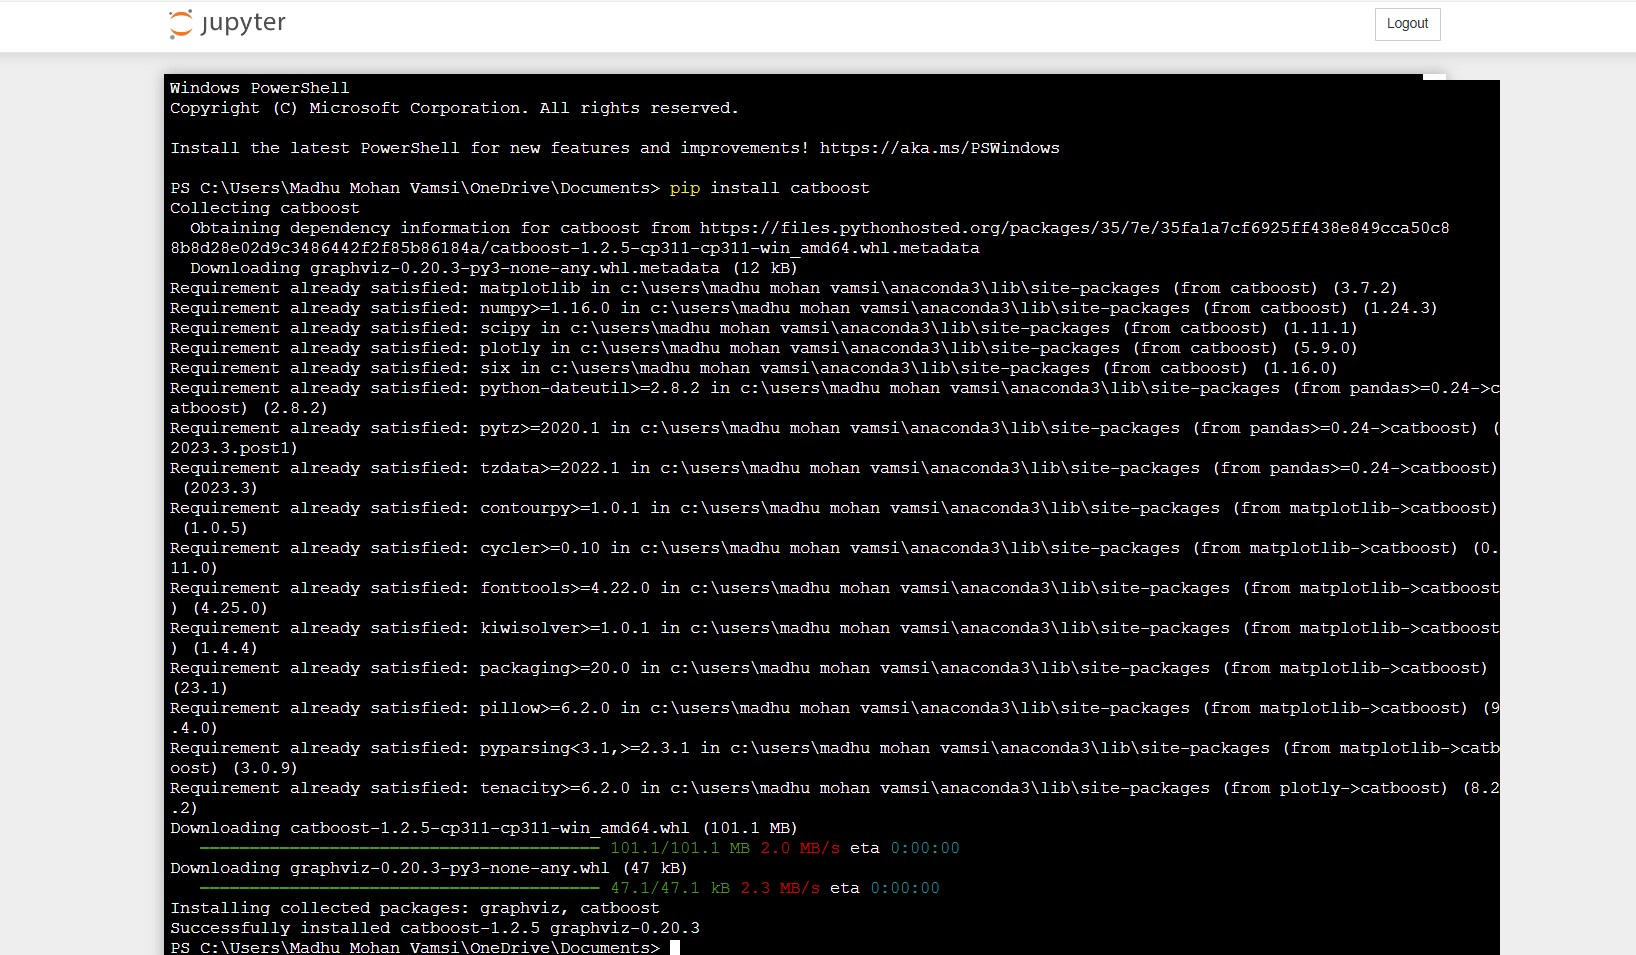 jupyter
Logout
Windows PowerShell
Copyright (C) Microsoft Corporation. All rights reserved.
Install the latest PowerShell for new features and improvements! https://aka.ms/PSWindows
PS C:\Users\Madhu Mohan Vamsi\OneDrive\Documents> pip install catboost
Collecting catboost
  Obtaining dependency information for catboost from https://files.pythonhosted.org/packages/35/7e/35fa1a7cf6925ff438e849cca50c8
8b8d28e02d9c3486442f2f85b86184a/catboost-1.2.5-cp311-cp311-win_amd64.whl.metadata
  Downloading graphviz-0.20.3-py3-none-any.whl.metadata (12 kB)
Requirement already satisfied: matplotlib in c:\users\madhu mohan vamsi\anaconda3\lib\site-packages (from catboost) (3.7.2)
Requirement already satisfied: numpy>=1.16.0 in c:\users\madhu mohan vamsi\anaconda3\lib\site-packages (from catboost) (1.24.3)
Requirement already satisfied: scipy in c:\users\madhu mohan vamsi\anaconda3\lib\site-packages (from catboost) (1.11.1)
Requirement already satisfied: plotly in c:\users\madhu mohan vamsi\anaconda3\lib\site-packages (from catboost) (5.9.0)
Requirement already satisfied: six in c:\users\madhu mohan vamsi\anaconda3\lib\site-packages (from catboost) (1.16.0)
Requirement already satisfied: python-dateutil>=2.8.2 in c:\users\madhu mohan vamsi\anaconda3\lib\site-packages (from pandas>=0.24->c
atboost) (2.8.2)
Requirement already satisfied: pytz>=2020.1 in c:\users\madhu mohan vamsi\anaconda3\lib\site-packages (from pandas>=0.24->catboost) (
2023.3.post1)
Requirement already satisfied: tzdata>=2022.1 in c:\users\madhu mohan vamsi\anaconda3\lib\site-packages (from pandas>=0.24->catboost)
 (2023.3)
Requirement already satisfied: contourpy>=1.0.1 in c:\users\madhu mohan vamsi\anaconda3\lib\site-packages (from matplotlib->catboost)
 (1.0.5)
Requirement already satisfied: cycler>=0.10 in c:\users\madhu mohan vamsi\anaconda3\lib\site-packages (from matplotlib->catboost) (0.
11.0)
Requirement already satisfied: fonttools>=4.22.0 in c:\users\madhu mohan vamsi\anaconda3\lib\site-packages (from matplotlib->catboost
) (4.25.0)
Requirement already satisfied: kiwisolver>=1.0.1 in c:\users\madhu mohan vamsi\anaconda3\lib\site-packages (from matplotlib->catboost
) (1.4.4)
Requirement already satisfied: packaging>=20.0 in c:\users\madhu mohan vamsi\anaconda3\lib\site-packages (from matplotlib->catboost)
(23.1)
Requirement already satisfied: pillow>=6.2.0 in c:\users\madhu mohan vamsi\anaconda3\lib\site-packages (from matplotlib->catboost) (9
.4.0)
Requirement already satisfied: pyparsing<3.1,>=2.3.1 in c:\users\madhu mohan vamsi\anaconda3\lib\site-packages (from matplotlib->catb
oost) (3.0.9)
Requirement already satisfied: tenacity>=6.2.0 in c:\users\madhu mohan vamsi\anaconda3\lib\site-packages (from plotly->catboost) (8.2
.2)
Downloading catboost-1.2.5-cp311-cp311-win_amd64.whl (101.1 MB)
101.1/101.1 MB 2.0 MB/s eta 0:00:00
Downloading graphviz-0.20.3-py3-none-any.whl (47 kB)
47.1/47.1 kB 2.3 MB/s eta 0:00:00
Installing collected packages: graphviz, catboost
Successfully installed catboost-1.2.5 graphviz-0.20.3
PS C:\Users\Madhu Mohan Vamsi\OneDrive\Documents>